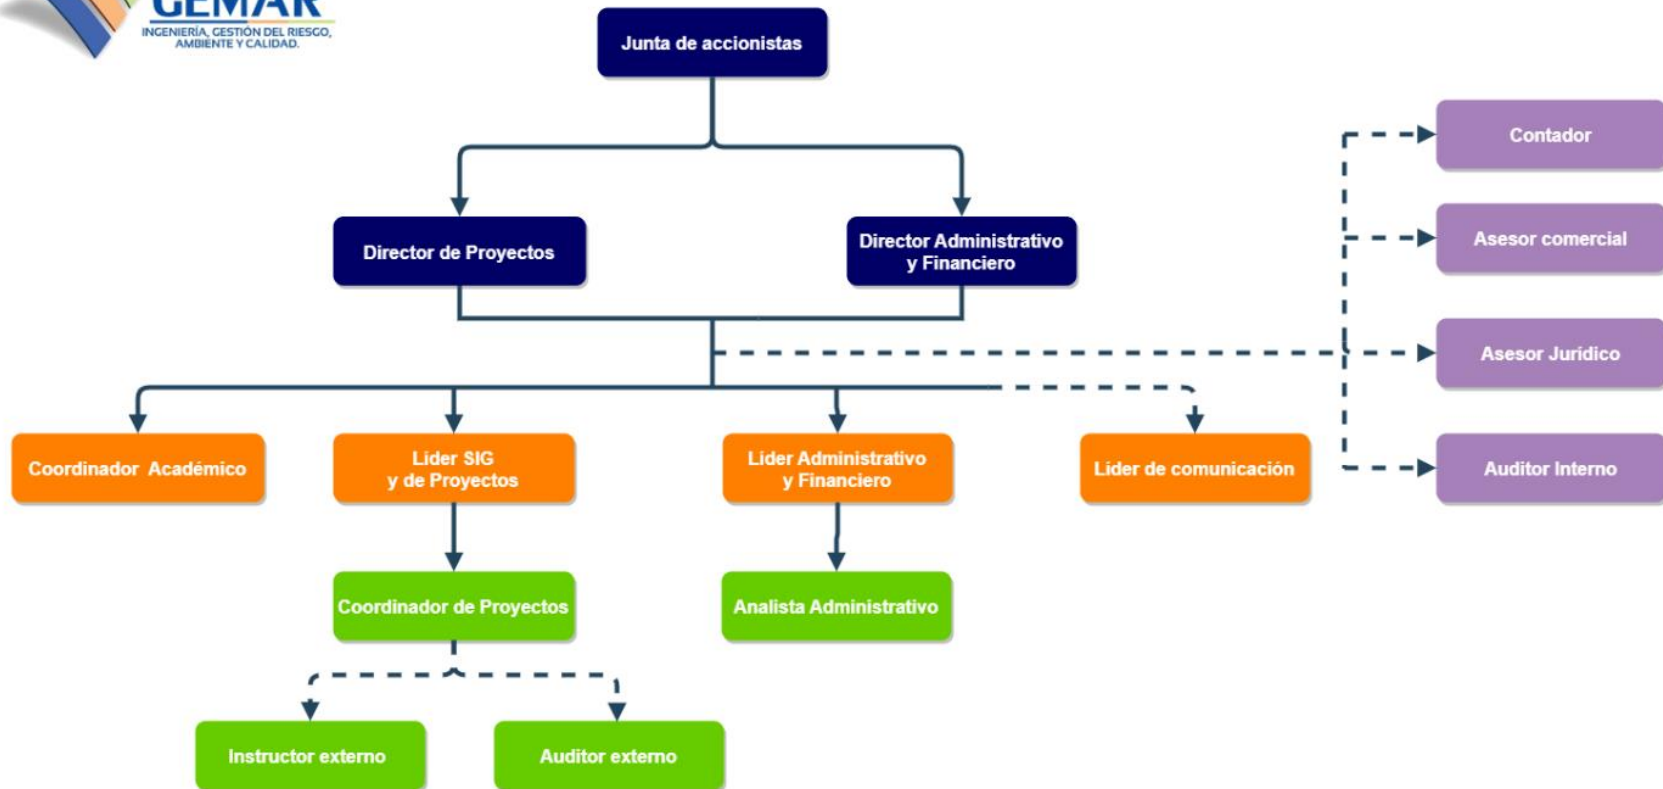 GEMAR
INGENIERÍA, GESTIÓN DEL RIESGO,
AMBIENTE Y CALIDAD.
Junta de accionistas
Director de Proyectos
Director Administrativo
y Financiero
Contador
Asesor comercial
Asesor Jurídico
Auditor Interno
Coordinador Académico
Líder SIG
y de Proyectos
Líder Administrativo
y Financiero
Líder de comunicación
Coordinador de Proyectos
Analista Administrativo
Instructor externo
Auditor externo